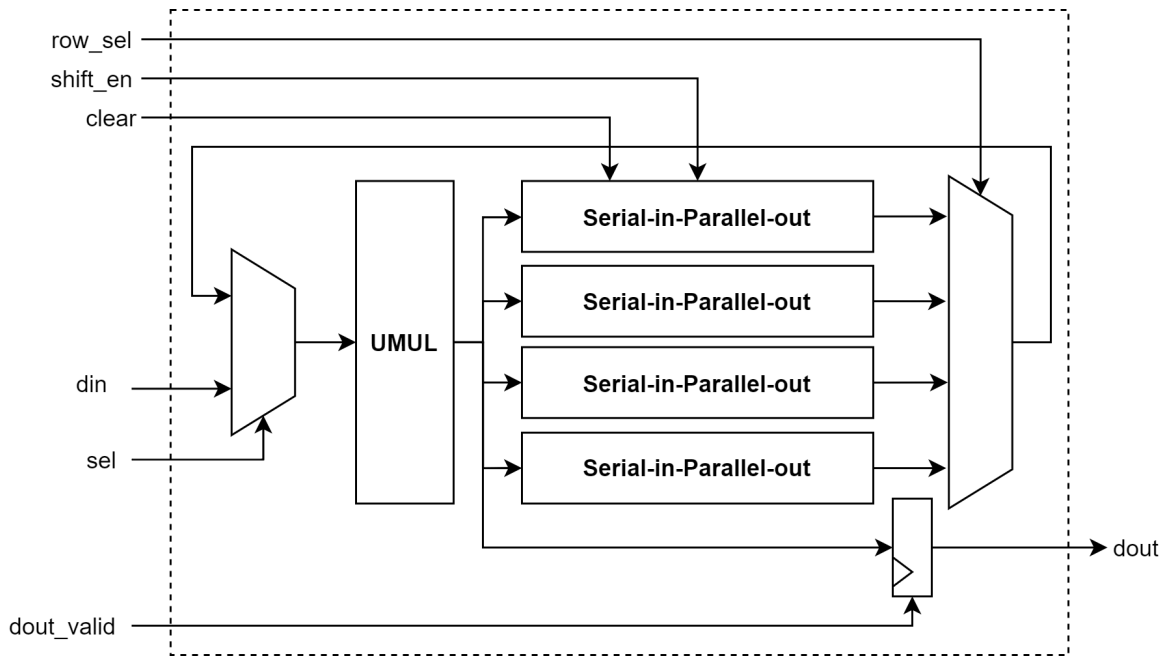 row_sel
shift_en
clear
Serial-in-Parallel-out
Serial-in-Parallel-out
UMUL
Serial-in-Parallel-out
din
sel
Serial-in-Parallel-out
dout
dout_valid